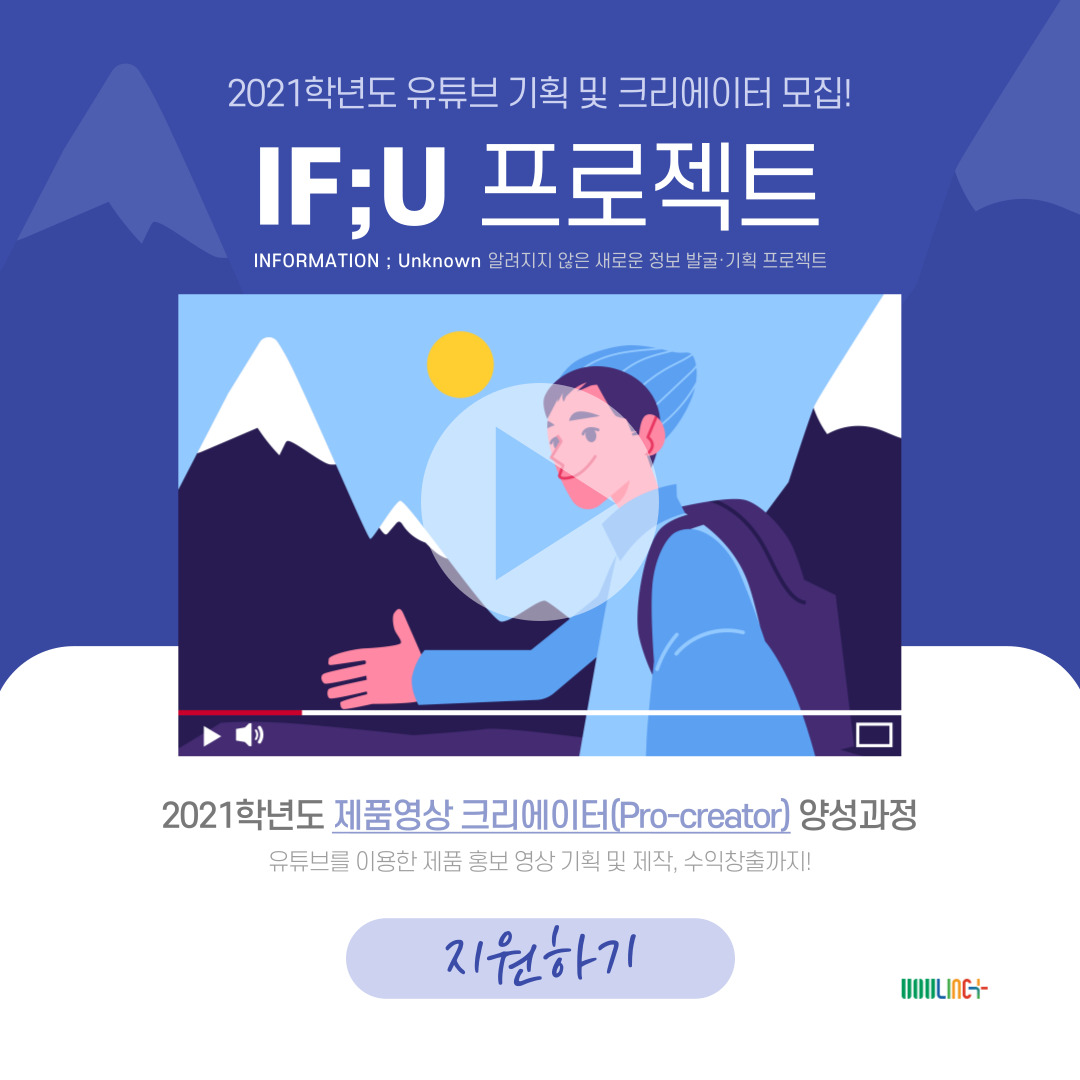 2021학년도 유튜브 기획 및 크리에이터 모집!
IF;U 프로젝트
INFORMATION ; Unknown 알려지지 않은 새로운 정보 발굴·기획 프로젝트
2021학년도 제품영상 크리에이터(Pro-creator) 양성과정
유튜브를 이용한 제품 홍보 영상 기획 및 제작, 수익창출까지!
지원하기